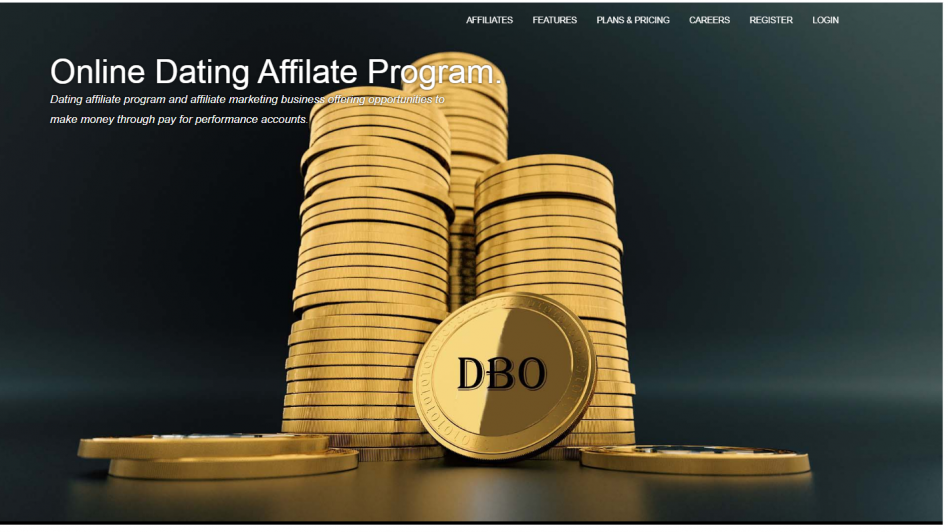 AFFILIATES FEATURES PLANS & PRICING CAREERS REGISTER LOGIN
Online Dating Affilate Program.
Dating affiliate program and affiliate marketing business offering opportunities to
make money through pay for performance accounts.
DBO